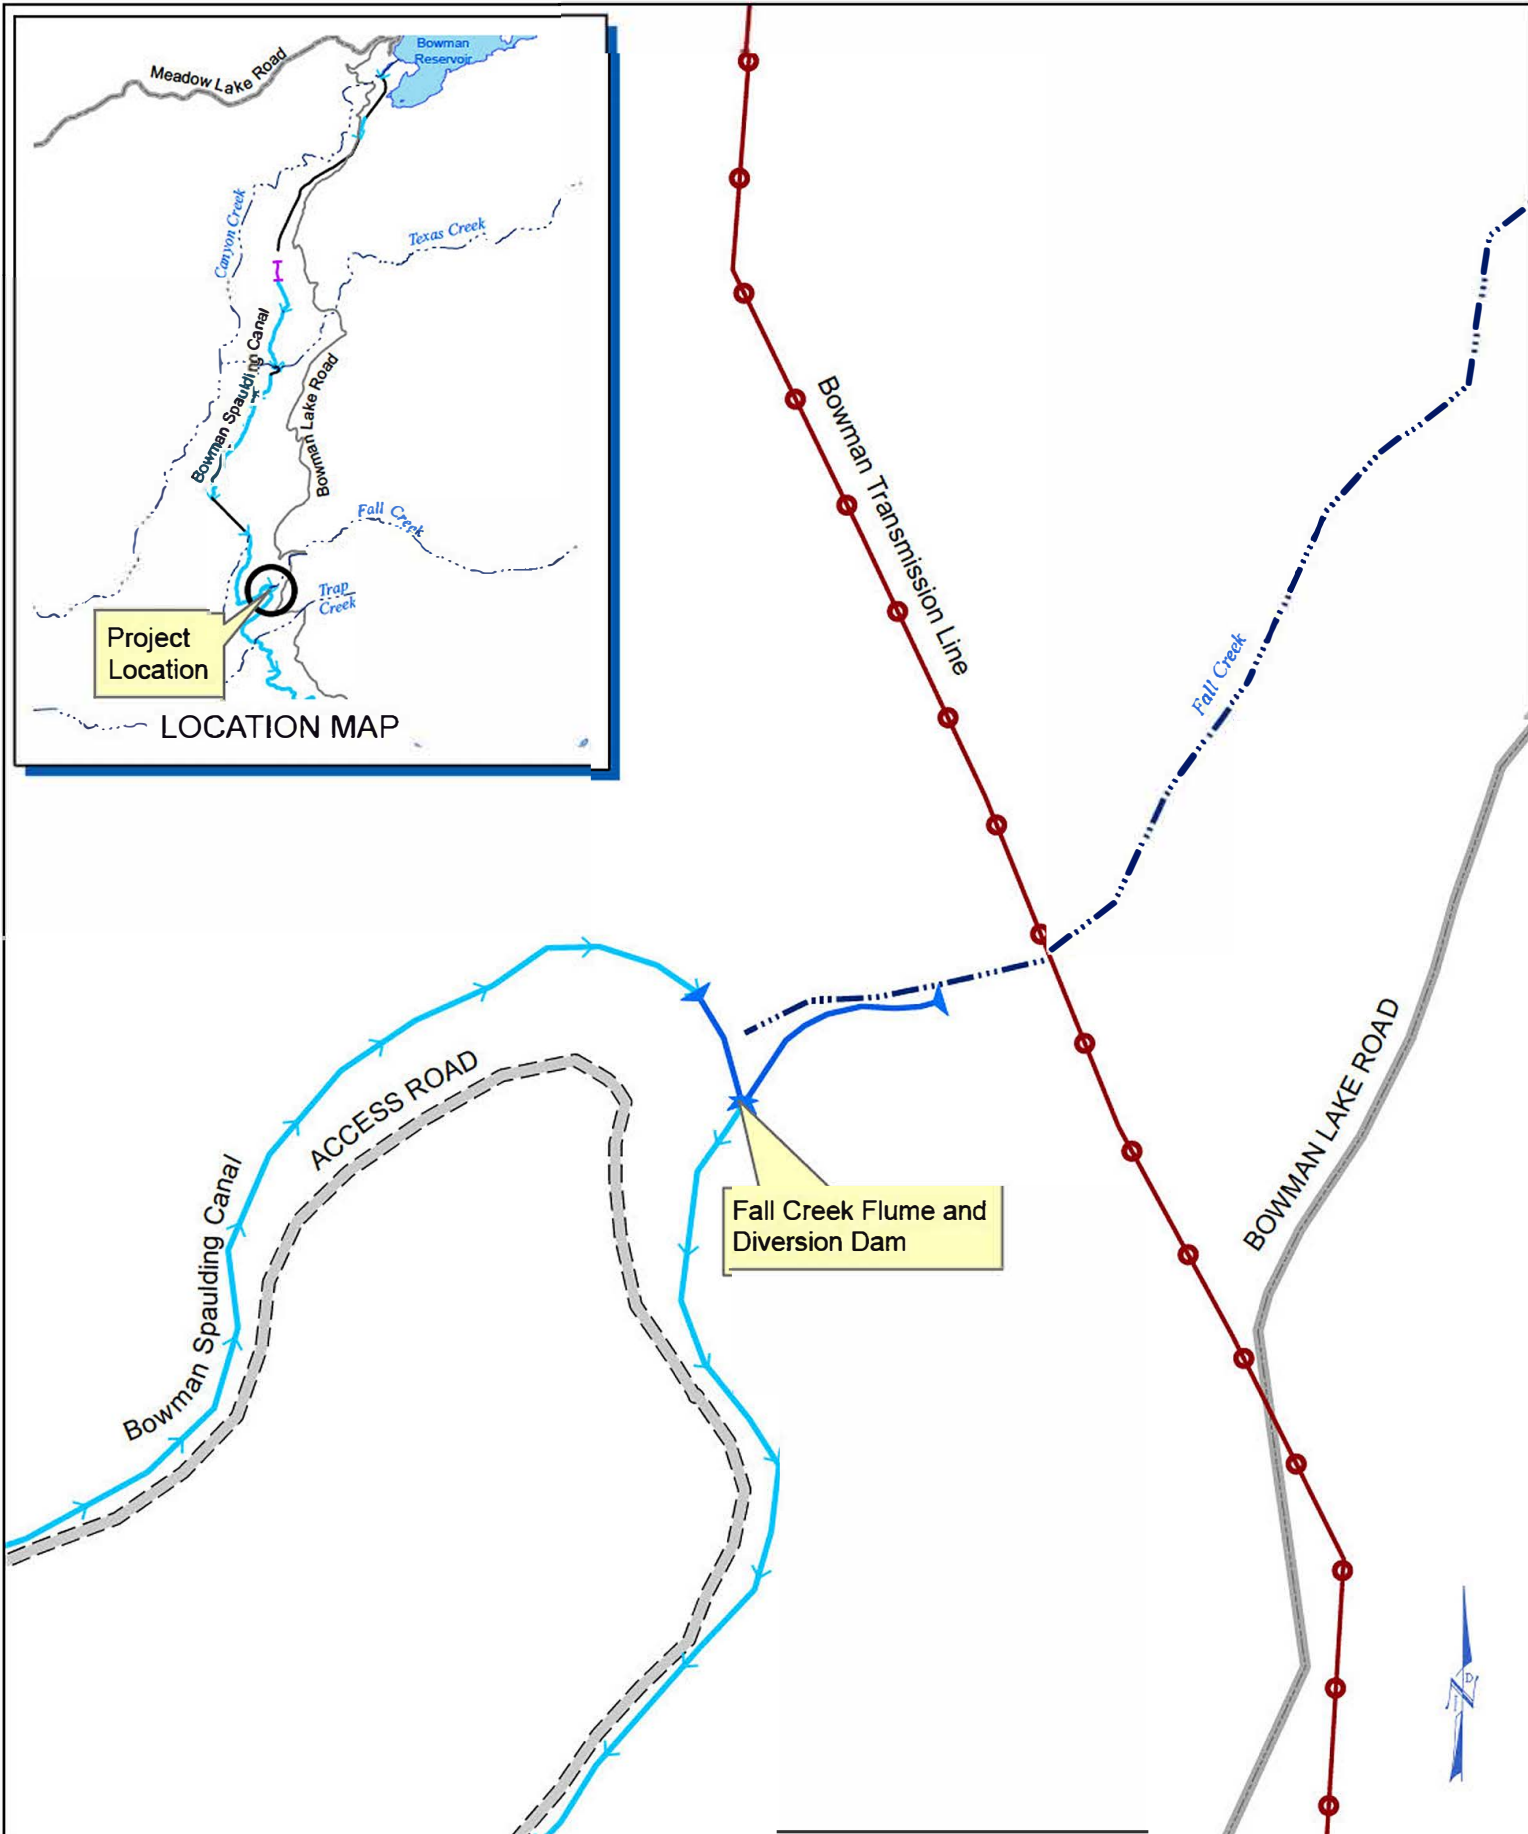 Bowman
Reservoir
Meadow Lake Road
Canyon Creek
Texas Creek
Bowman Spaulding Canal
Bowman Lake Road
Fall Creek
Trap
Creek
Project
Location
LOCATION MAP
Bowman Transmission Line
Fall Creek
ACCESS ROAD
BOWMAN LAKE ROAD
Bowman Spaulding Canal
Fall Creek Flume and
Diversion Dam
N
I
D